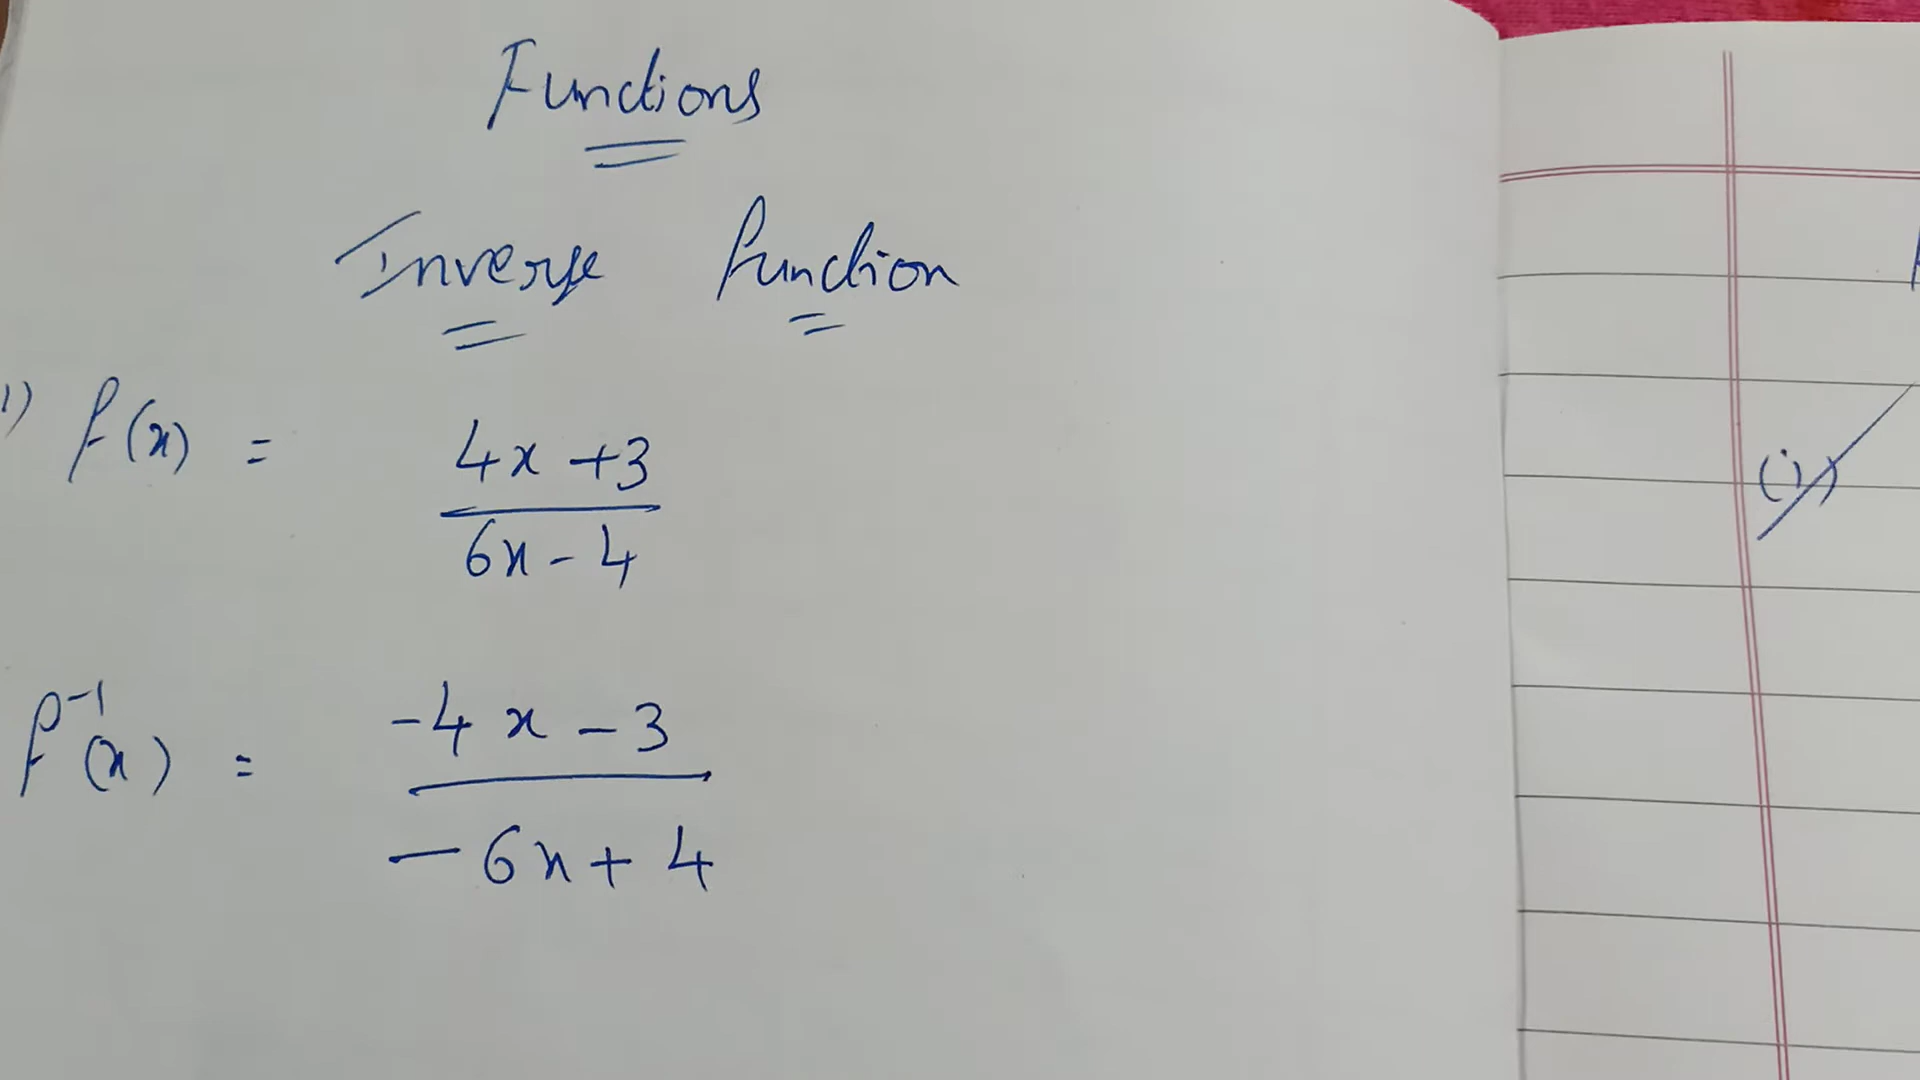 Functions
Inverse function
1) f(x) = 4x + 3
6x - 4
f⁻¹(x) = -4x - 3
- 6x + 4
(i)